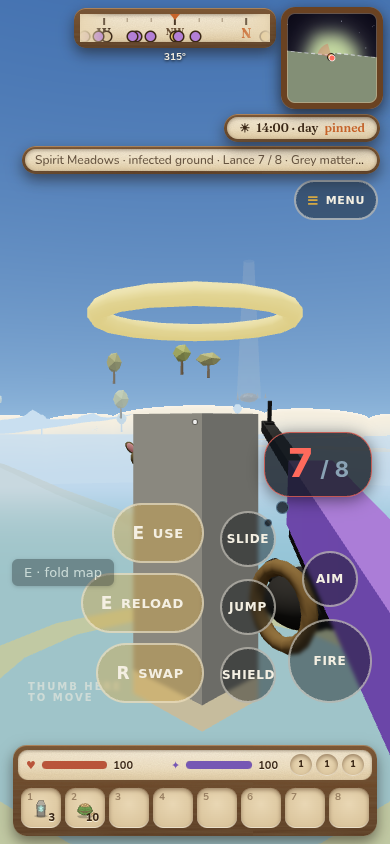 W NW N
315°
14:00 · day pinned
Spirit Meadows · infected ground · Lance 7 / 8 · Grey matter...
≡ MENU
7 / 8
E USE
SLIDE
E · fold map
AIM
E RELOAD
JUMP
R SWAP
SHIELD
FIRE
THUMB HERE
TO MOVE
100
100
1 1 1
1 2 3 4 5 6 7 8
3 10